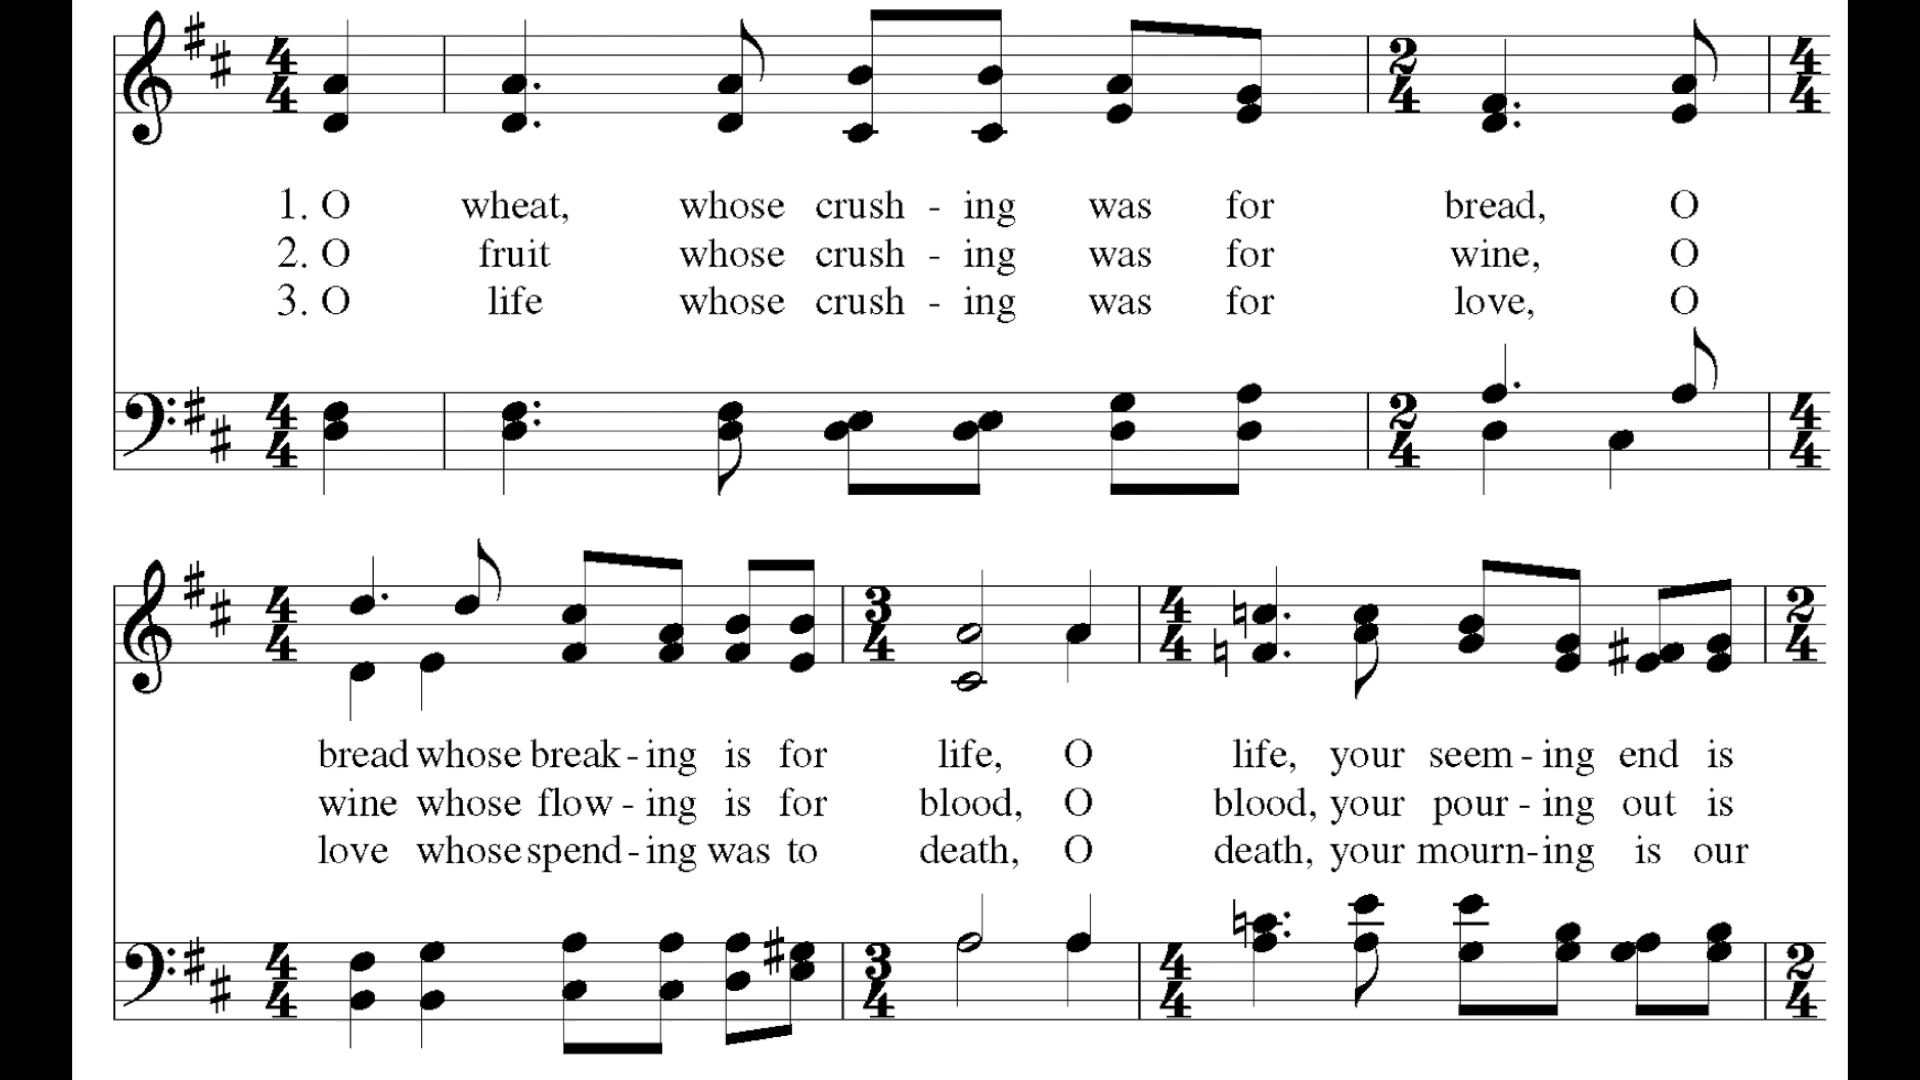 1. O wheat, whose crush - ing was for bread, O
2. O fruit whose crush - ing was for wine, O
3. O life whose crush - ing was for love, O
bread whose break - ing is for life, O life, your seem - ing end is
wine whose flow - ing is for blood, O blood, your pour - ing out is
love whose spend - ing was to death, O death, your mourn - ing is our